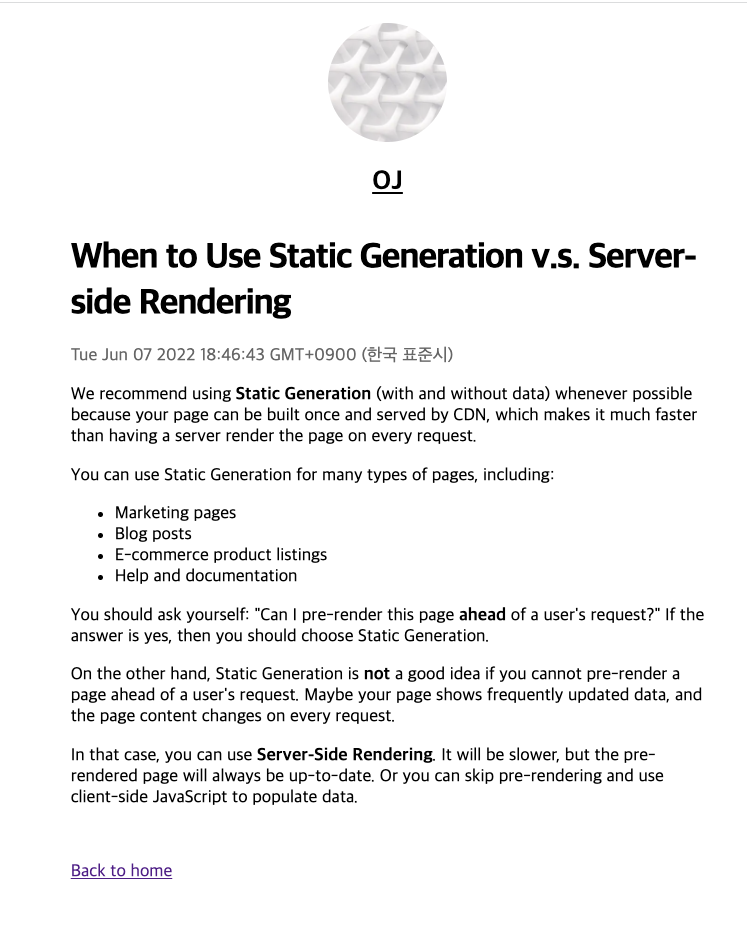 OJ
When to Use Static Generation v.s. Server-
side Rendering
Tue Jun 07 2022 18:46:43 GMT+0900 (한국 표준시)
We recommend using Static Generation (with and without data) whenever possible
because your page can be built once and served by CDN, which makes it much faster
than having a server render the page on every request.
You can use Static Generation for many types of pages, including:
• Marketing pages
• Blog posts
• E-commerce product listings
• Help and documentation
You should ask yourself: "Can I pre-render this page ahead of a user's request?" If the
answer is yes, then you should choose Static Generation.
On the other hand, Static Generation is not a good idea if you cannot pre-render a
page ahead of a user's request. Maybe your page shows frequently updated data, and
the page content changes on every request.
In that case, you can use Server-Side Rendering. It will be slower, but the pre-
rendered page will always be up-to-date. Or you can skip pre-rendering and use
client-side JavaScript to populate data.
Back to home